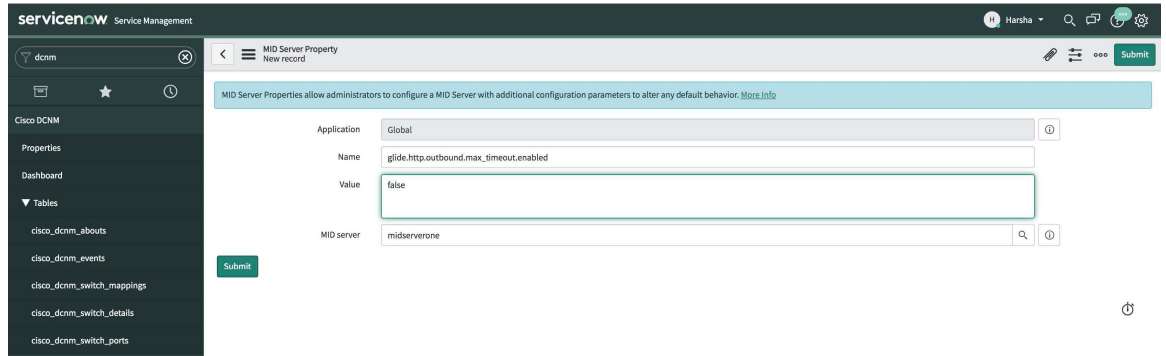 servicenow Service Management
H Harsha
dcnm
MID Server Property
New record
Submit
MID Server Properties allow administrators to configure a MID Server with additional configuration parameters to alter any default behavior. More Info
Cisco DCNM
Properties
Dashboard
Tables
cisco_dcnm_abouts
cisco_dcnm_events
cisco_dcnm_switch_mappings
cisco_dcnm_switch_details
cisco_dcnm_switch_ports
Application Global
Name glide.http.outbound.max_timeout.enabled
Value false
MID server midserverone
Submit